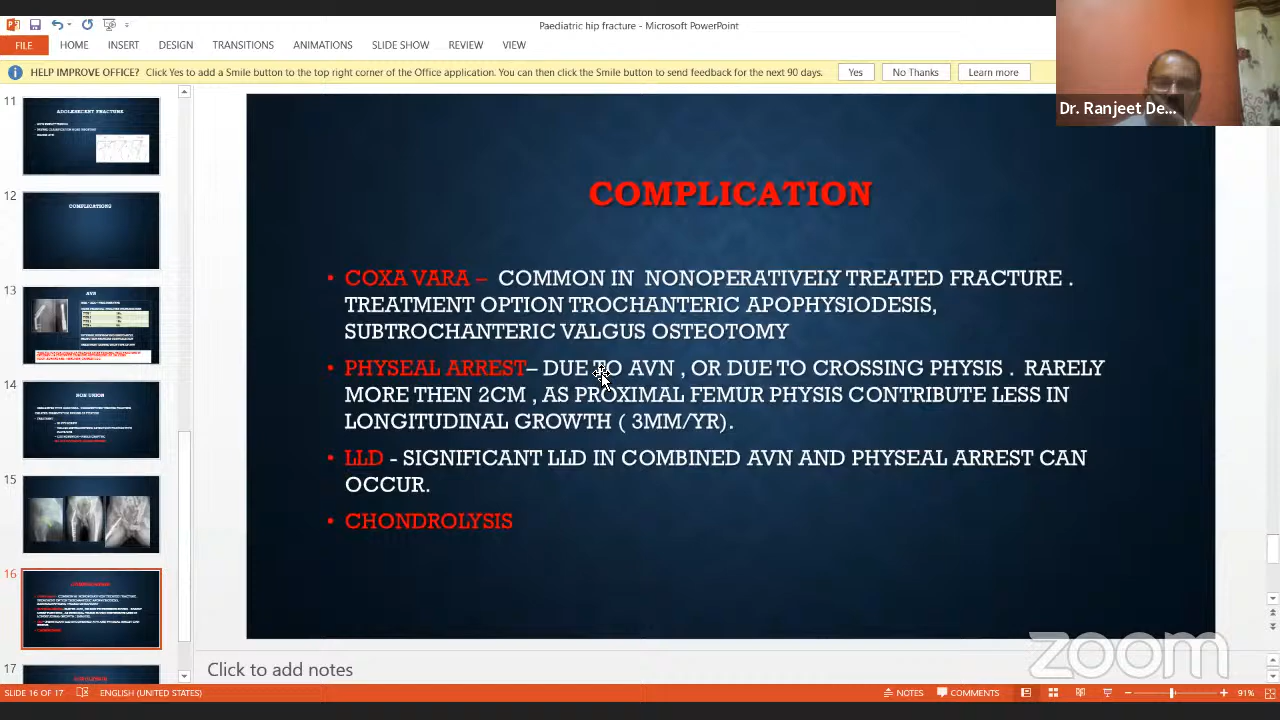 Paediatric hip fracture - Microsoft PowerPoint
FILE HOME INSERT DESIGN TRANSITIONS ANIMATIONS SLIDE SHOW REVIEW VIEW
HELP IMPROVE OFFICE? Click Yes to add a Smile button to the top right corner of the Office application. You can then click the Smile button to send feedback for the next 90 days. Yes No Thanks Learn more
Dr. Ranjeet De...
11
ADOLESCENT FRACTURE
12
COMPLICATIONS
13
AVN
14
NON UNION
15
16
17
COMPLICATION
• COXA VARA – COMMON IN NONOPERATIVELY TREATED FRACTURE .
TREATMENT OPTION TROCHANTERIC APOPHYSIODESIS,
SUBTROCHANTERIC VALGUS OSTEOTOMY
• PHYSEAL ARREST– DUE TO AVN , OR DUE TO CROSSING PHYSIS . RARELY
MORE THEN 2CM , AS PROXIMAL FEMUR PHYSIS CONTRIBUTE LESS IN
LONGITUDINAL GROWTH ( 3MM/YR).
• LLD - SIGNIFICANT LLD IN COMBINED AVN AND PHYSEAL ARREST CAN
OCCUR.
• CHONDROLYSIS
Click to add notes
zoom
SLIDE 16 OF 17 ENGLISH (UNITED STATES) NOTES COMMENTS 91%